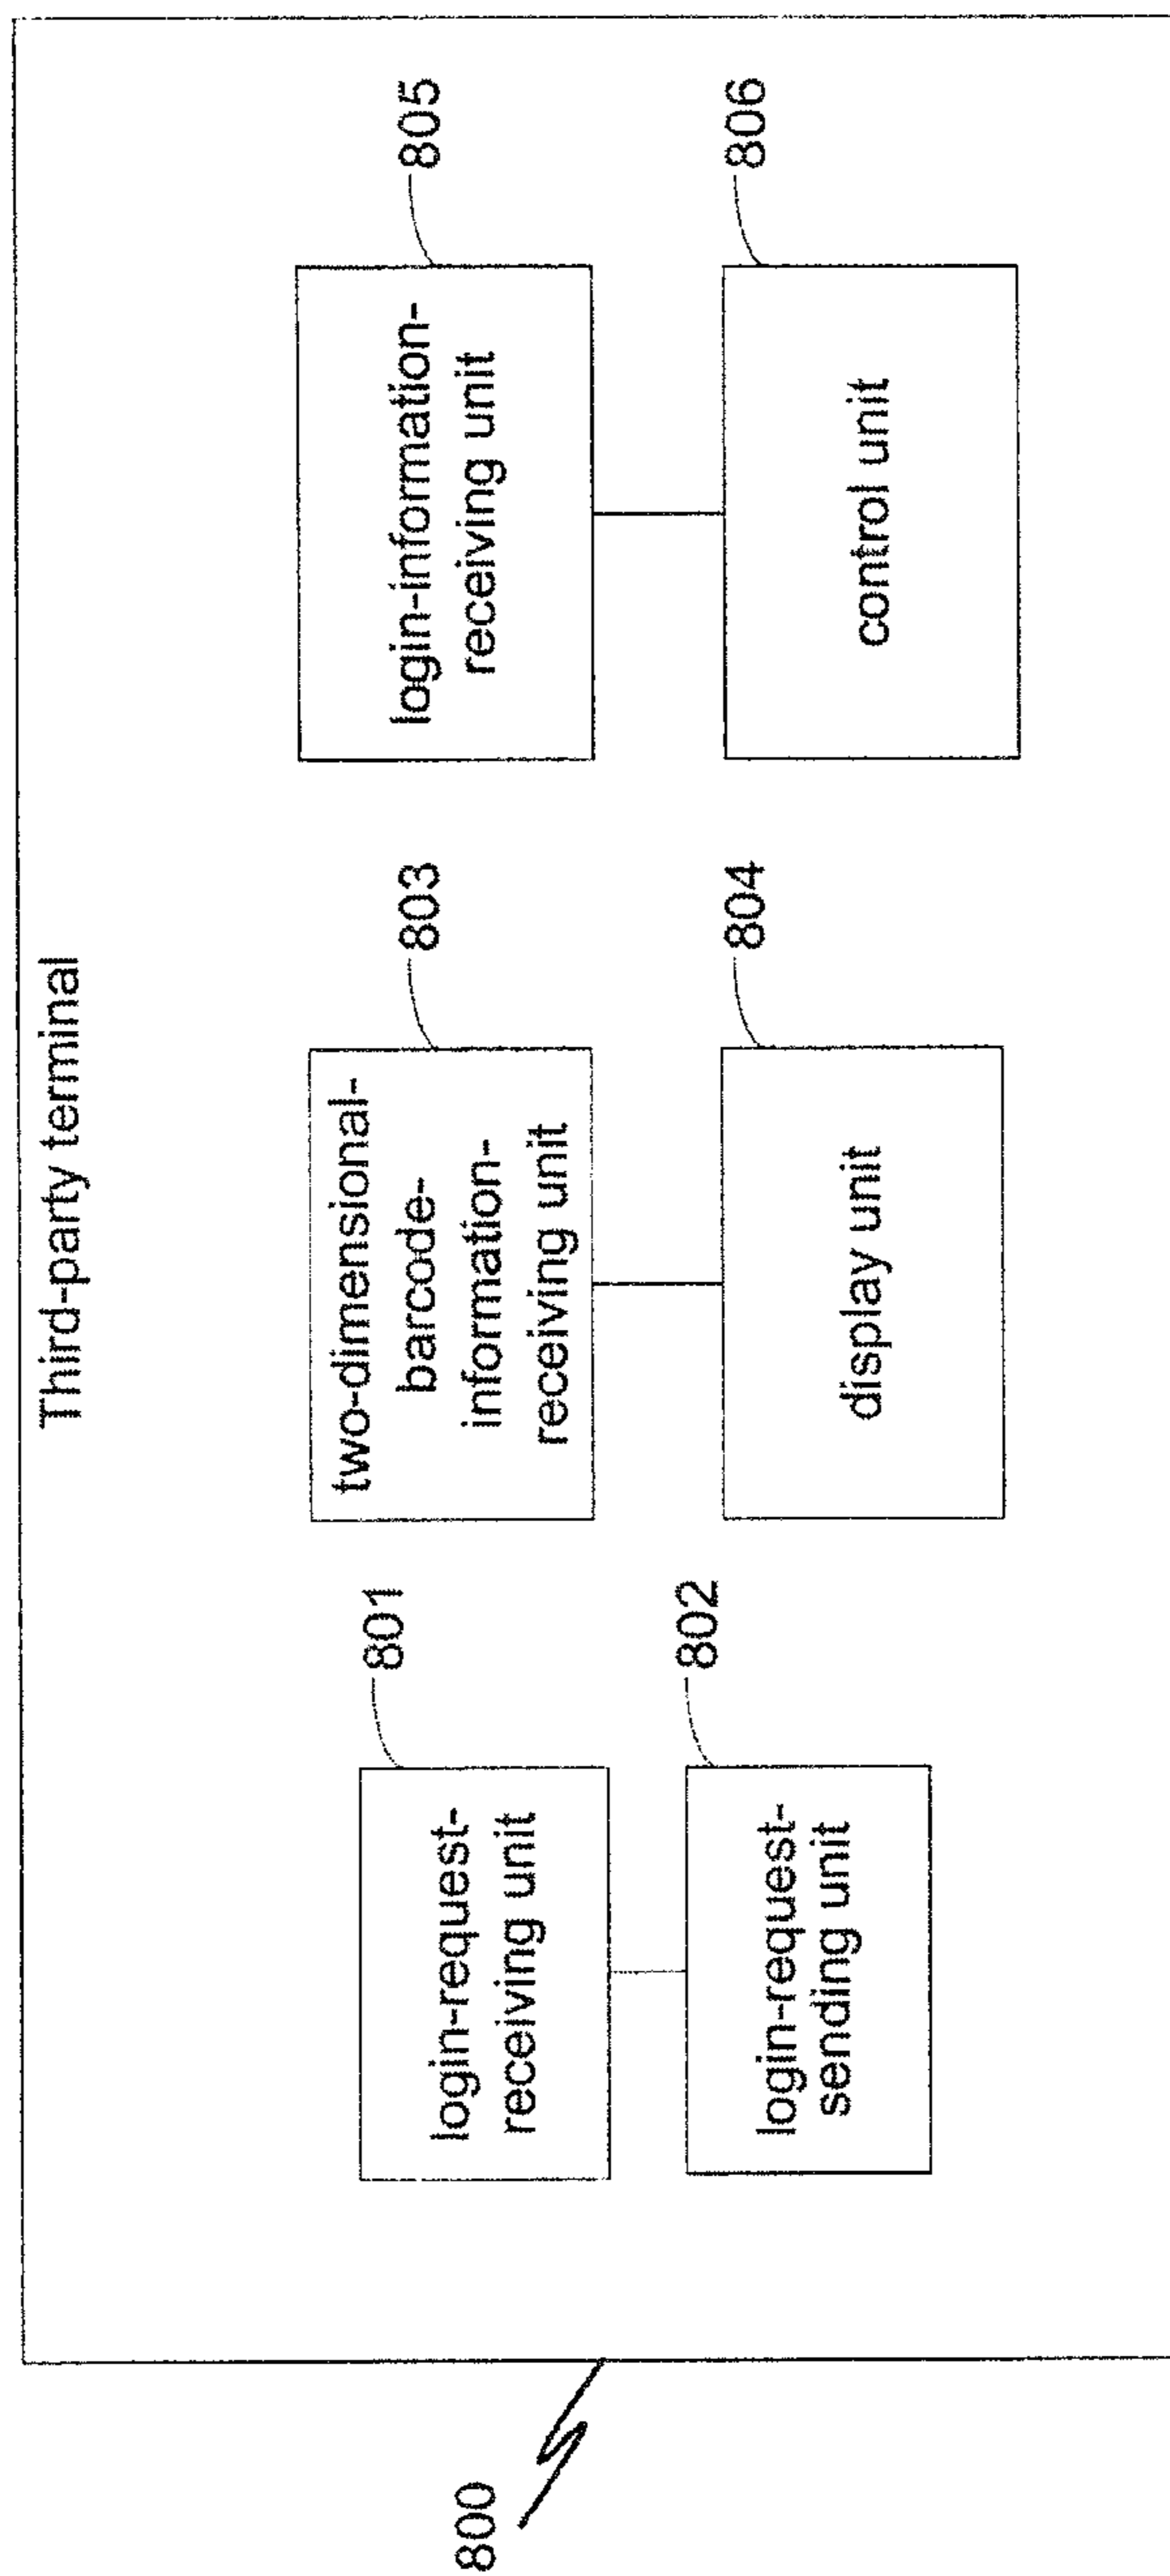 Third-party terminal
800
801
login-request-
receiving unit
802
login-request-
sending unit
803
two-dimensional-
barcode-
information-
receiving unit
804
display unit
805
login-information-
receiving unit
806
control unit